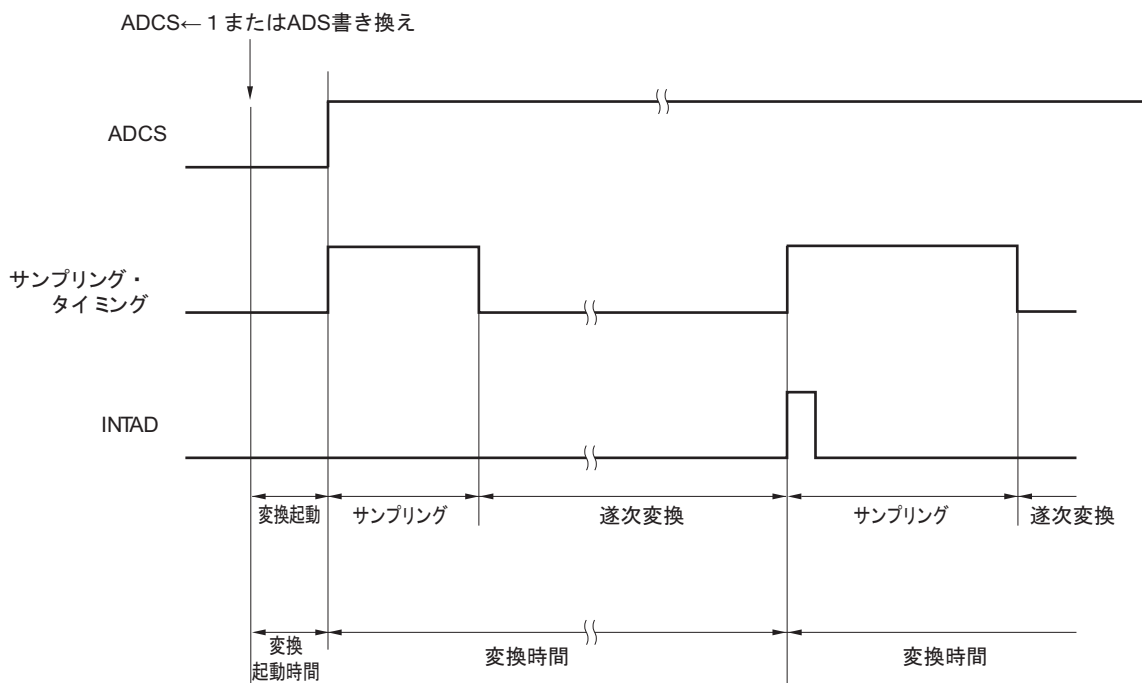 ADCS←1またはADS書き換え
ADCS
サンプリング・
タイミング
INTAD
変換起動
サンプリング
遂次変換
サンプリング
遂次変換
変換
起動時間
変換時間
変換時間